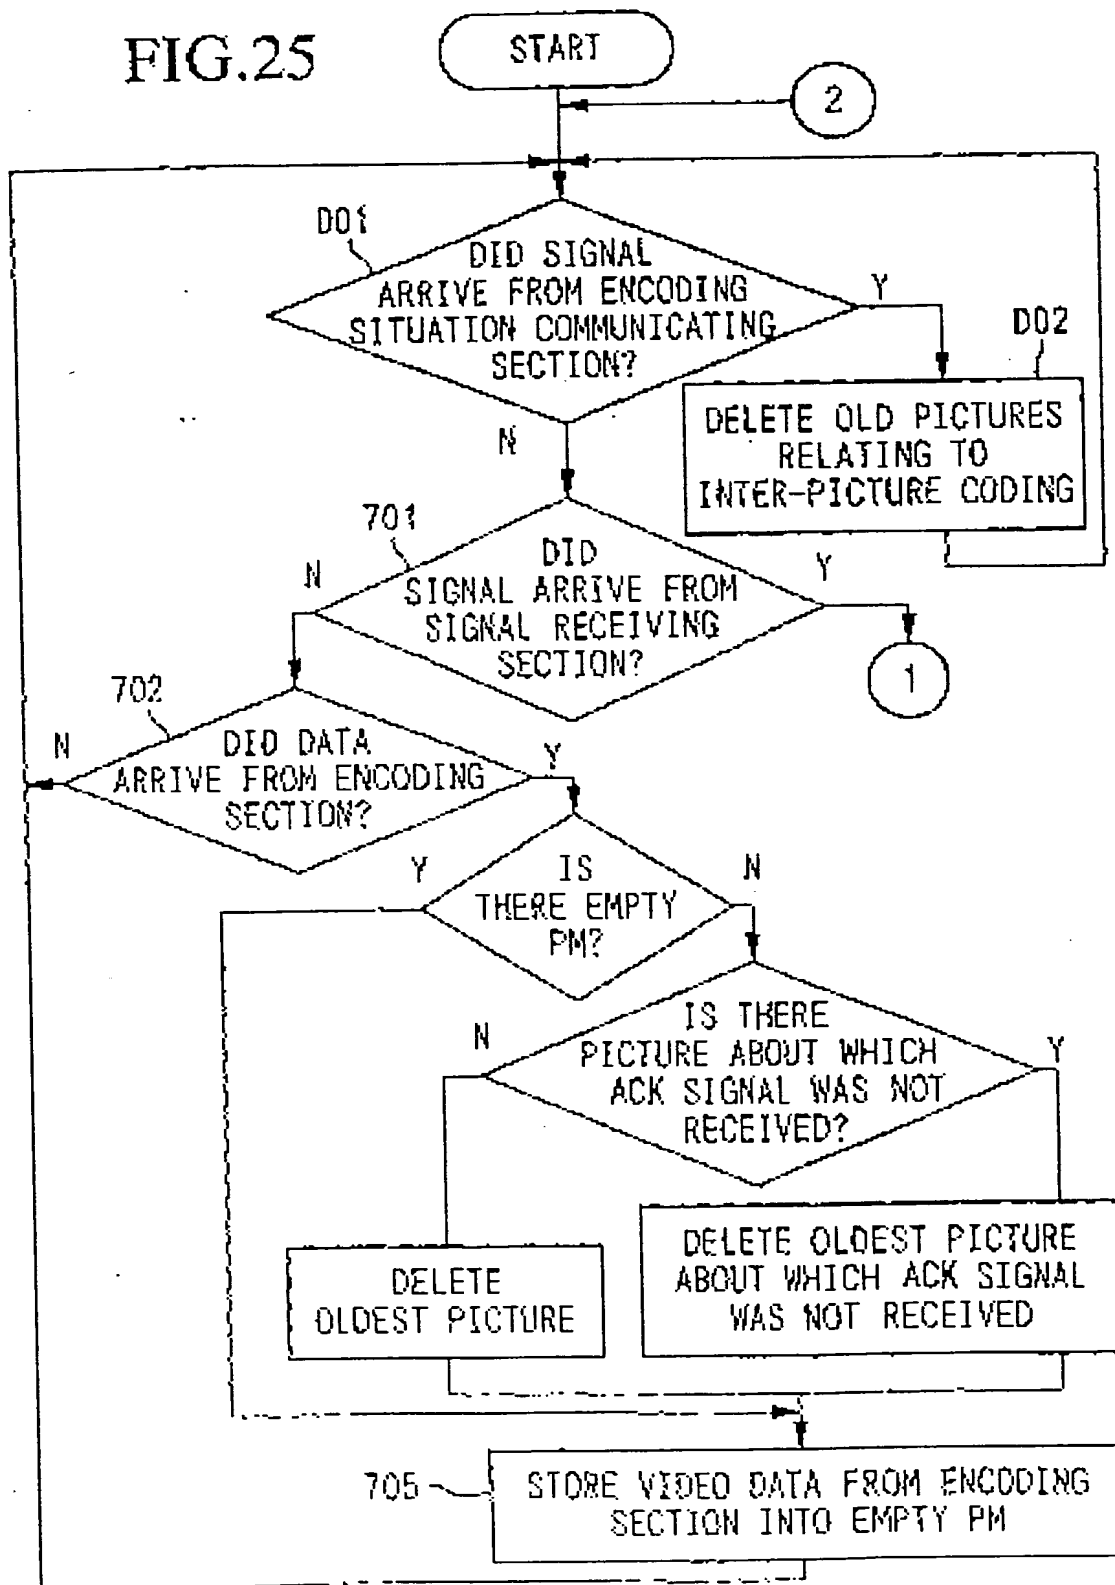 FIG.25
START
2
D01
DID SIGNAL
ARRIVE FROM ENCODING
SITUATION COMMUNICATING
SECTION?
Y
N
D02
DELETE OLD PICTURES
RELATING TO
INTER-PICTURE CODING
701
DID
SIGNAL ARRIVE FROM
SIGNAL RECEIVING
SECTION?
N
Y
1
702
DID DATA
ARRIVE FROM ENCODING
SECTION?
N
Y
IS
THERE EMPTY
PM?
Y
N
IS THERE
PICTURE ABOUT WHICH
ACK SIGNAL WAS NOT
RECEIVED?
N
Y
DELETE
OLDEST PICTURE
DELETE OLDEST PICTURE
ABOUT WHICH ACK SIGNAL
WAS NOT RECEIVED
705
STORE VIDEO DATA FROM ENCODING
SECTION INTO EMPTY PM